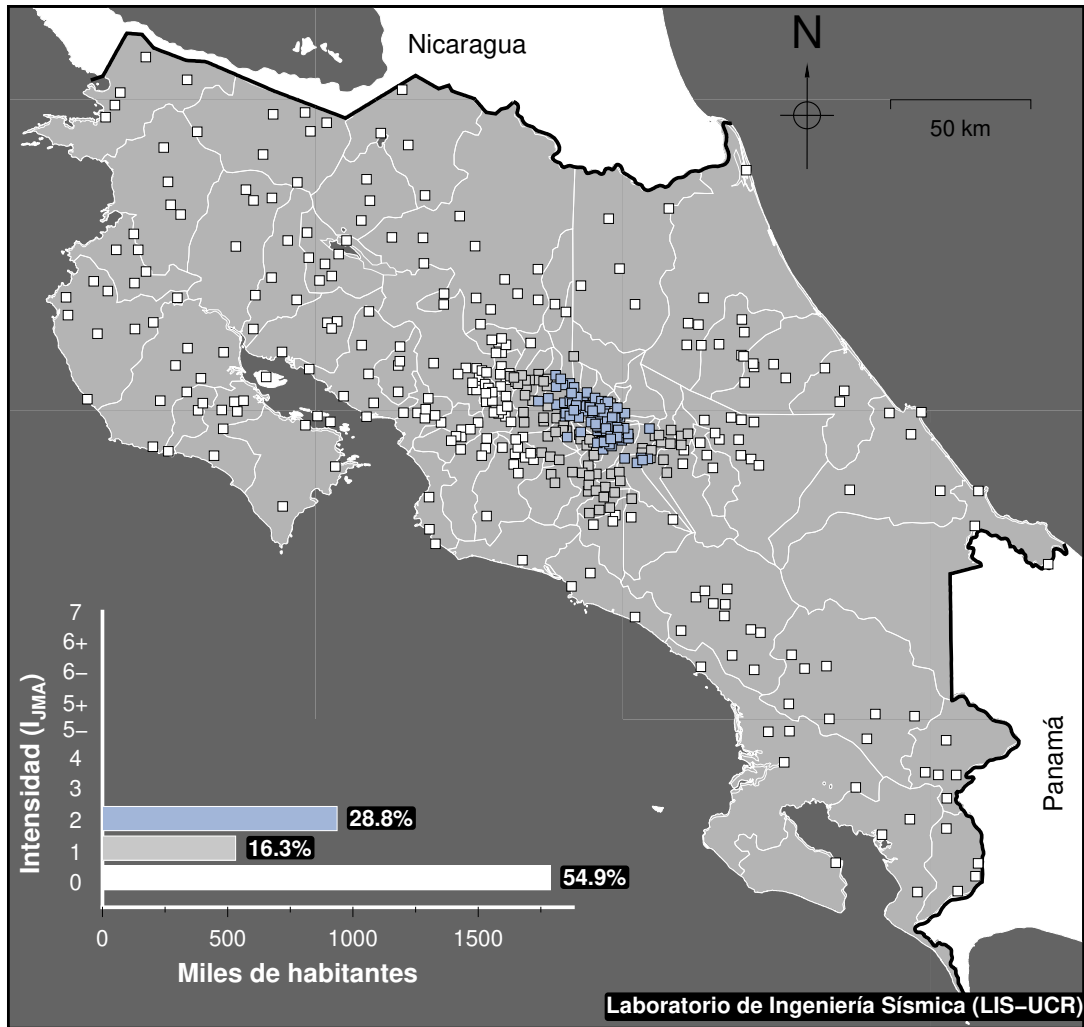 Nicaragua
N
50 km
Panamá
Intensidad (I_JMA)
7
6+
6−
5+
5−
4
3
2
1
0
28.8%
16.3%
54.9%
0 500 1000 1500
Miles de habitantes
Laboratorio de Ingeniería Sísmica (LIS−UCR)